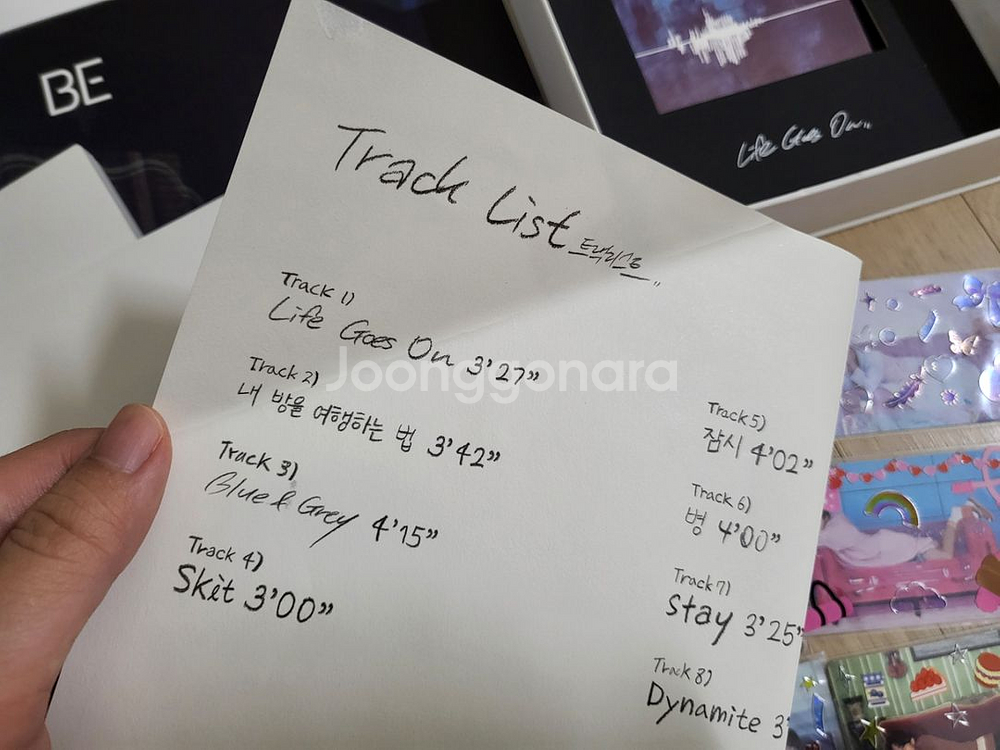 BE
Life Goes On..
Track List 트랙리스트..
Track 1)
Life Goes On 3'27"
Track 2)
내 방을 여행하는 법 3'42"
Track 3)
Blue & Grey 4'15"
Track 4)
Skit 3'00"
Track 5)
잠시 4'02"
Track 6)
병 4'00"
Track 7)
Stay 3'25"
Track 8)
Dynamite 3'
Joonggonara